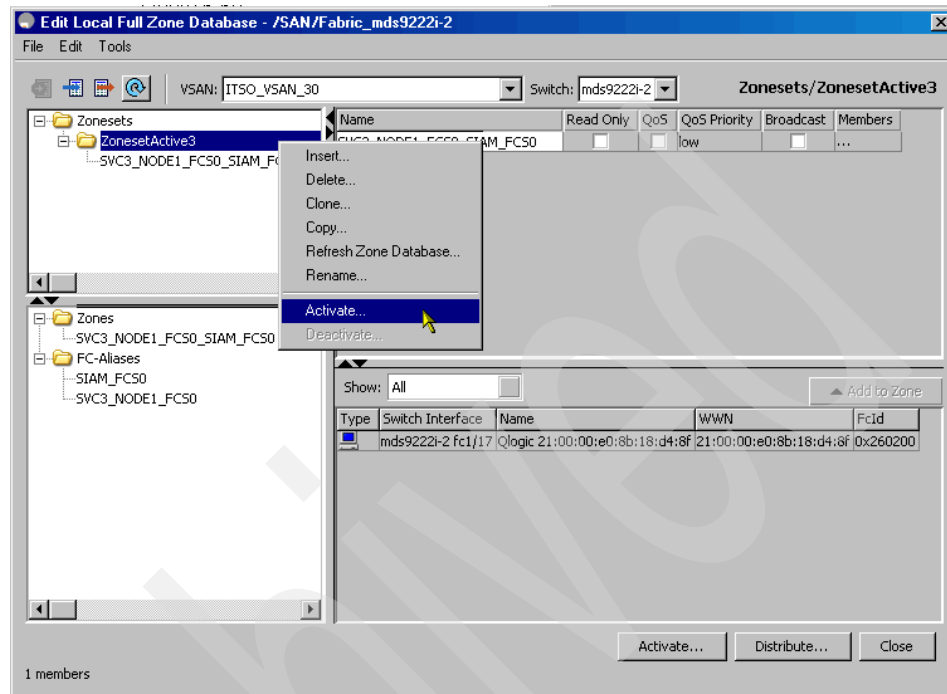 Edit Local Full Zone Database - /SAN/Fabric_mds9222i-2
File Edit Tools
VSAN: ITSO_VSAN_30 Switch: mds9222i-2 Zonesets/ZonesetActive3
Zonesets
ZonesetActive3
SVC3_NODE1_FCS0_SIAM_FC
Name Read Only QoS QoS Priority Broadcast Members
SVC3_NODE1_FCS0_SIAM_FCS0 low ...
Insert...
Delete...
Clone...
Copy...
Refresh Zone Database...
Rename...
Activate...
Deactivate...
Zones
SVC3_NODE1_FCS0_SIAM_FCS0
FC-Aliases
SIAM_FCS0
SVC3_NODE1_FCS0
Show: All Add to Zone
Type Switch Interface Name WWN FcId
mds9222i-2 fc1/17 Qlogic 21:00:00:e0:8b:18:d4:8f 21:00:00:e0:8b:18:d4:8f 0x260200
Activate... Distribute... Close
1 members